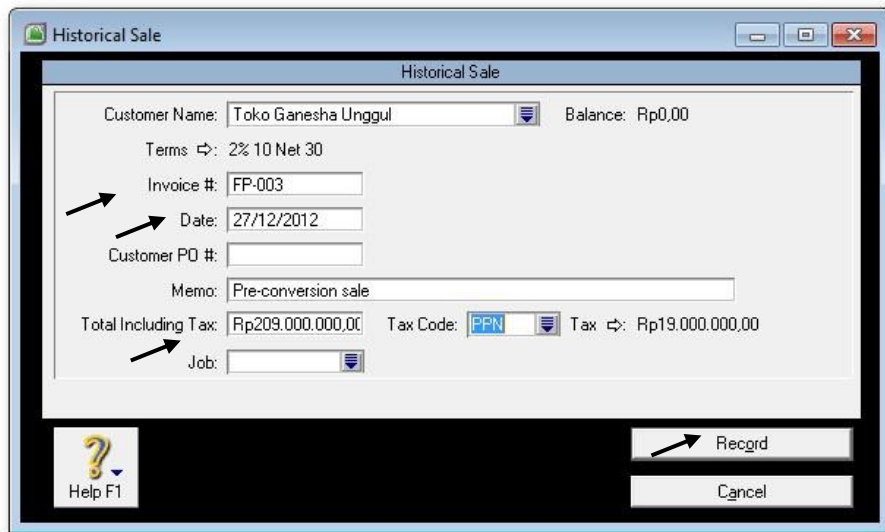 Historical Sale
Historical Sale
Customer Name: Toko Ganesha Unggul Balance: Rp0,00
Terms ⇨: 2% 10 Net 30
Invoice #: FP-003
Date: 27/12/2012
Customer PO #:
Memo: Pre-conversion sale
Total Including Tax: Rp209.000.000,00 Tax Code: PPN Tax ⇨: Rp19.000.000,00
Job:
Record
Help F1
Cancel